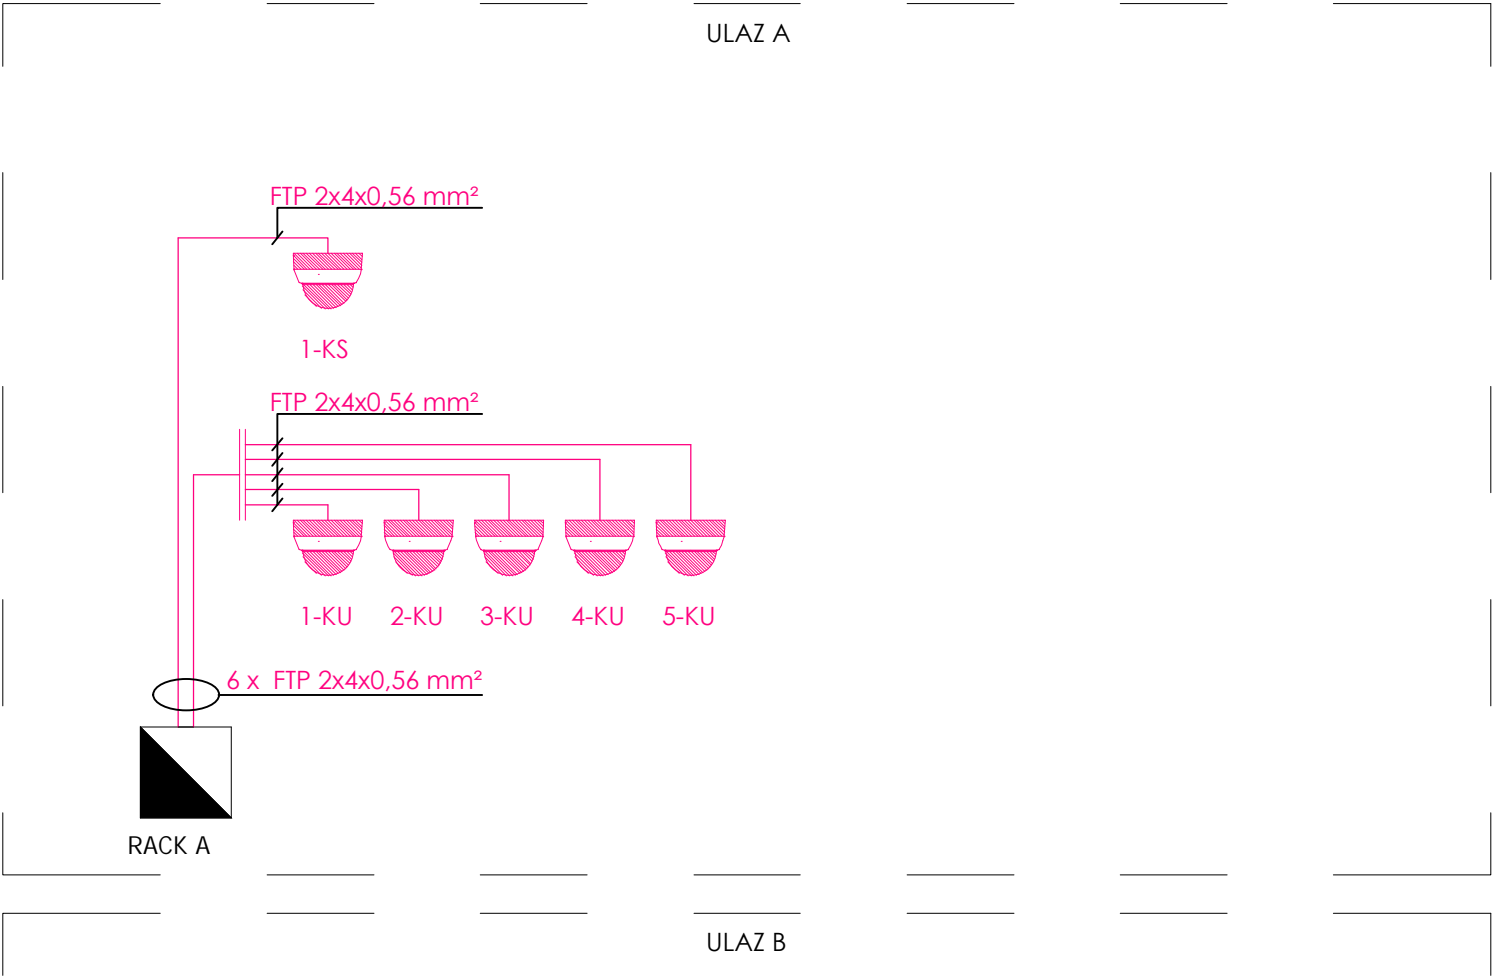 ULAZ A
FTP 2x4x0,56 mm²
1-KS
FTP 2x4x0,56 mm²
1-KU 2-KU 3-KU 4-KU 5-KU
6 x FTP 2x4x0,56 mm²
RACK A
ULAZ B